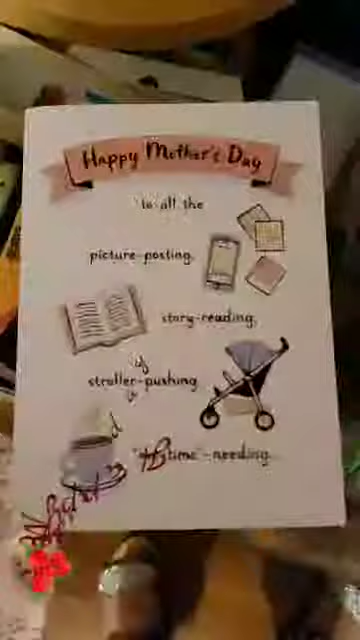 Happy Mother's Day
to all the
picture-posting,
story-reading,
stroller-pushing
time"-needing...